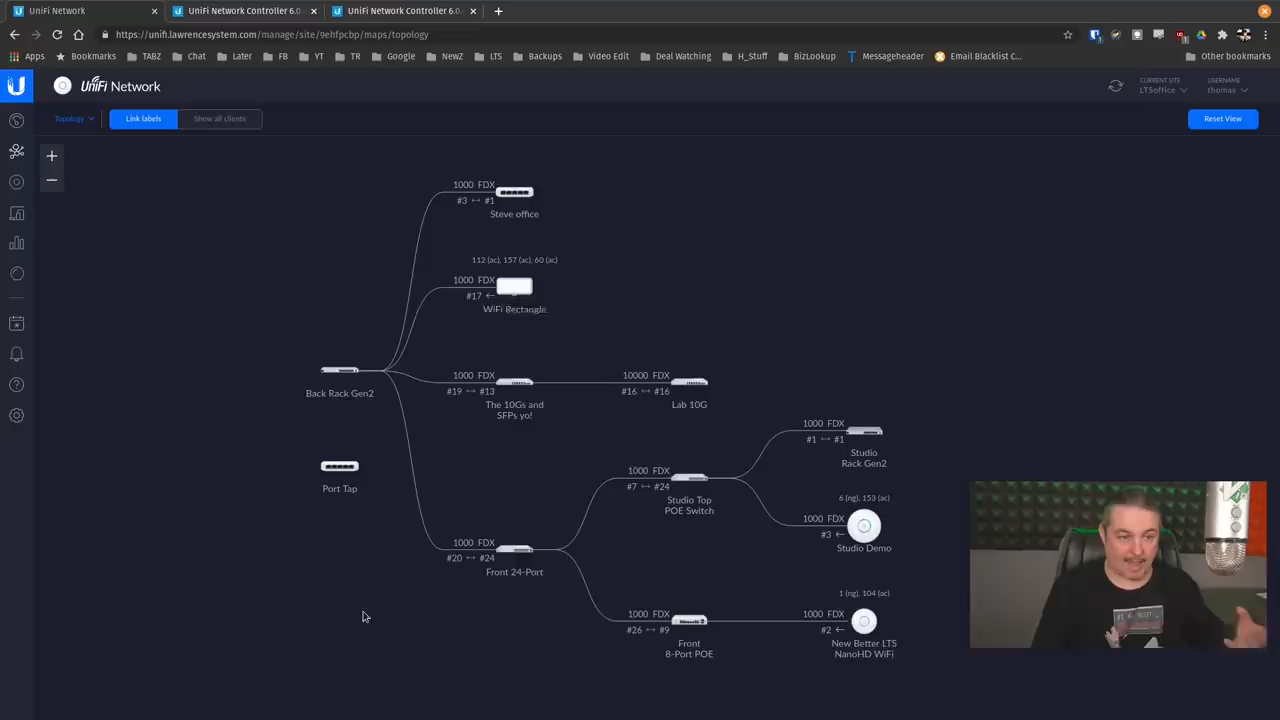 UniFi Network
UniFi Network Controller 6.0.
UniFi Network Controller 6.0.
https://unifi.lawrencesystem.com/manage/site/9ehfpcbp/maps/topology
Apps
Bookmarks
TABZ
Chat
Later
FB
YT
TR
Google
NewZ
LTS
Backups
Video Edit
Deal Watching
H_Stuff
BizLookup
Messageheader
Email Blacklist C...
Other bookmarks
UniFi Network
CURRENT SITE
LTSoffice
USERNAME
thomas
Topology
Link labels
Show all clients
Reset View
+
−
1000 FDX
#3 ↔ #1
Steve office
112 (ac), 157 (ac), 60 (ac)
1000 FDX
#17 ←
WiFi Rectangle
Back Rack Gen2
1000 FDX
#19 ↔ #13
The 10Gs and
SFPs yo!
10000 FDX
#16 ↔ #16
Lab 10G
Port Tap
1000 FDX
#20 ↔ #24
Front 24-Port
1000 FDX
#7 ↔ #24
Studio Top
POE Switch
1000 FDX
#1 ↔ #1
Studio
Rack Gen2
6 (ng), 153 (ac)
1000 FDX
#3 ←
Studio Demo
1000 FDX
#26 ↔ #9
Front
8-Port POE
1 (ng), 104 (ac)
1000 FDX
#2 ←
New Better LTS
NanoHD WiFi